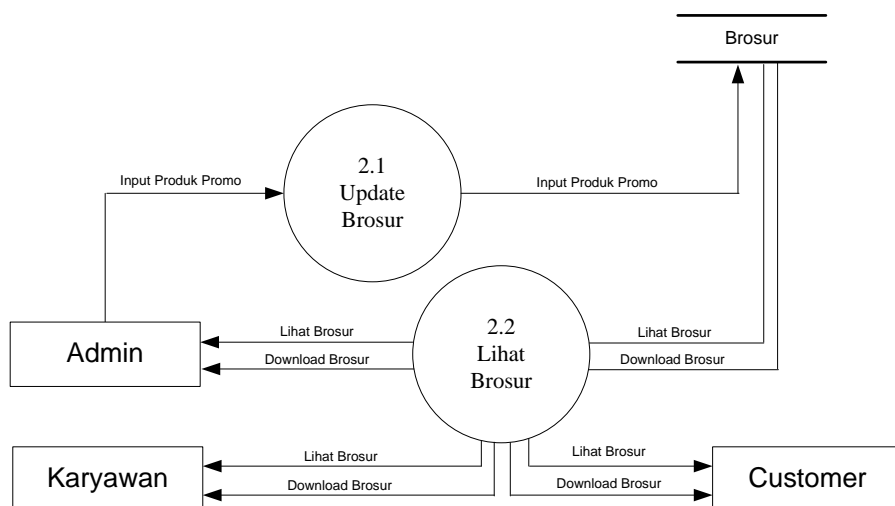 Brosur
2.1
Update
Brosur
Input Produk Promo
Input Produk Promo
2.2
Lihat
Brosur
Admin
Lihat Brosur
Download Brosur
Lihat Brosur
Download Brosur
Karyawan
Lihat Brosur
Download Brosur
Lihat Brosur
Download Brosur
Customer